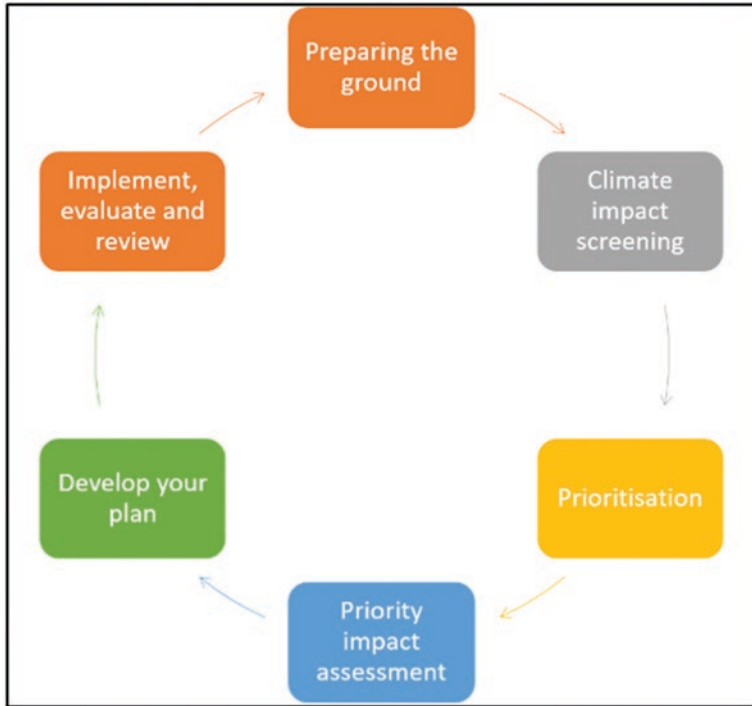 Preparing the
ground
Climate
impact
screening
Prioritisation
Priority
impact
assessment
Develop your
plan
Implement,
evaluate and
review